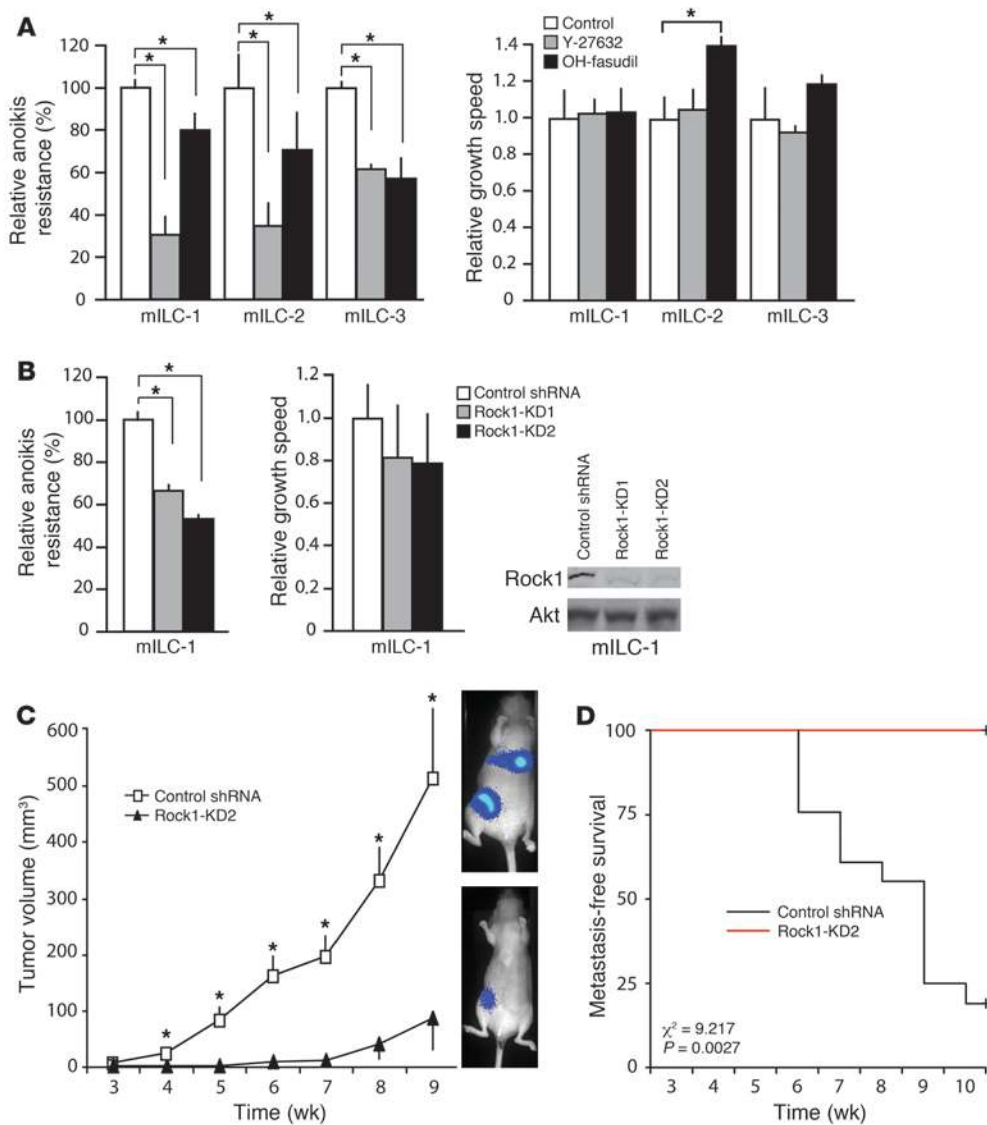 A
Relative anoikis
resistance (%)
120
100
80
60
40
20
0
* * * * * *
mILC-1 mILC-2 mILC-3
Relative growth speed
1.4
1.2
1.0
0.8
0.6
0.4
0.2
0
Control
Y-27632
OH-fasudil
*
mILC-1 mILC-2 mILC-3
B
Relative anoikis
resistance (%)
120
100
80
60
40
20
0
*
*
mILC-1
Relative growth speed
1.2
1.0
0.8
0.6
0.4
0.2
0
mILC-1
Control shRNA
Rock1-KD1
Rock1-KD2
Control shRNA
Rock1-KD1
Rock1-KD2
Rock1
Akt
mILC-1
C
Tumor volume (mm³)
600
500
400
300
200
100
0
Control shRNA
Rock1-KD2
* * * * * *
3 4 5 6 7 8 9
Time (wk)
D
Metastasis-free survival
100
75
50
25
0
Control shRNA
Rock1-KD2
χ² = 9.217
P = 0.0027
3 4 5 6 7 8 9 10
Time (wk)